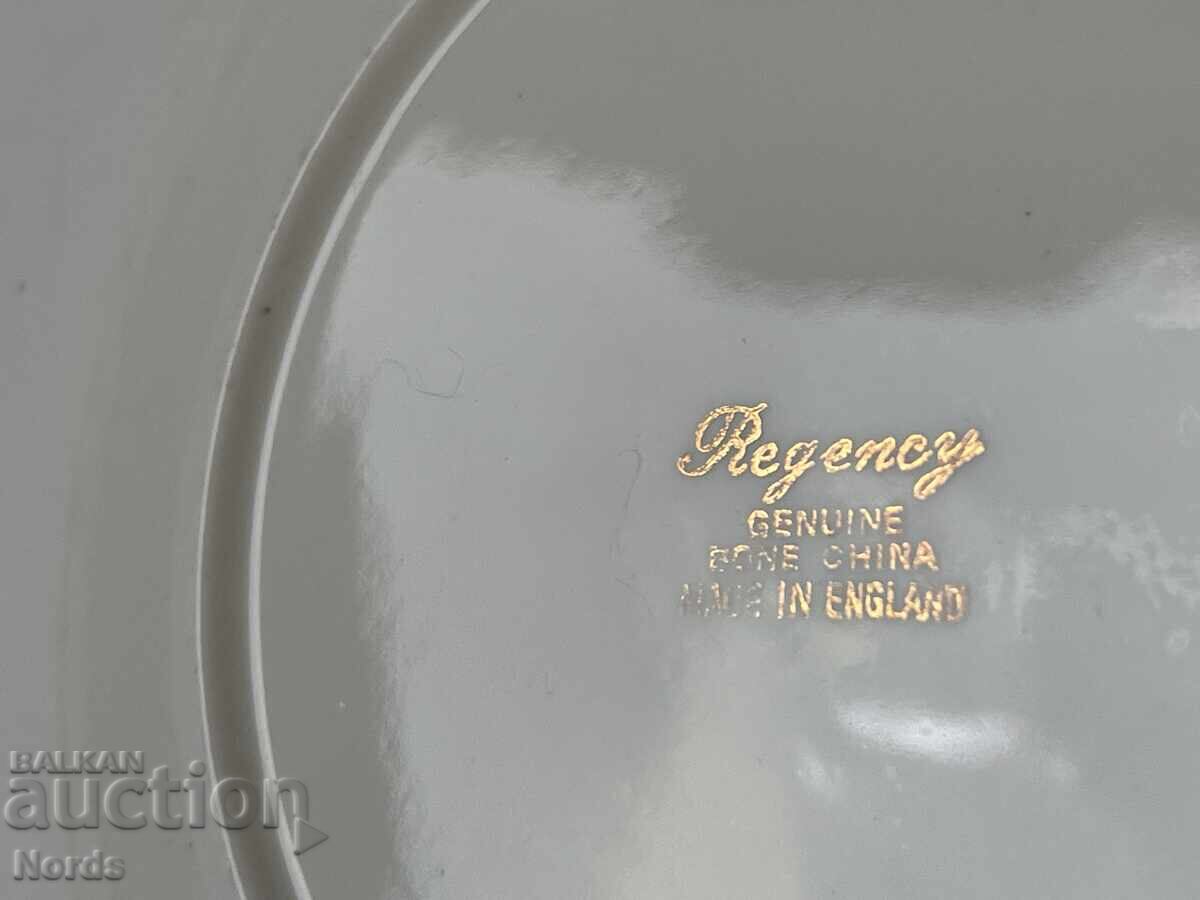 Regency
GENUINE
BONE CHINA
MADE IN ENGLAND
BALKAN
auction
Nords